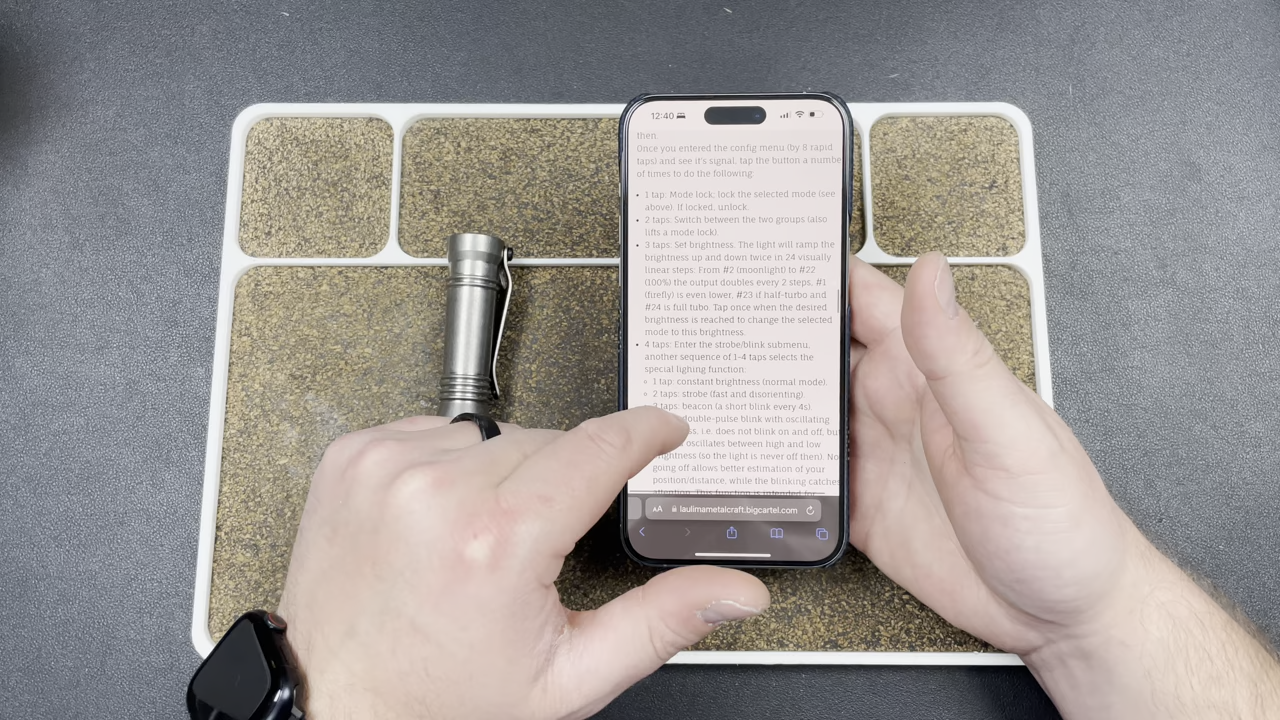 12:40
then:
Once you entered the config menu (by 8 rapid
taps) and see it's signal, tap the button a numbe
of times to do the following:
• 1 tap: Mode lock; lock the selected mode (see
above). If locked, unlock.
• 2 taps: Switch between the two groups (also
lifts a mode lock).
• 3 taps: Set brightness. The light will ramp the
brightness up and down twice in 24 visually
linear steps: From #2 (moonlight) to #22
(100%) the output doubles every 2 steps, #1
(firefly) is even lower, #23 if half-turbo and
#24 is full tubo. Tap once when the desired
brightness is reached to change the selected
mode to this brightness.
• 4 taps: Enter the strobe/blink submenu,
another sequence of 1-4 taps selects the
special lighing function:
◦ 1 tap: constant brightness (normal mode).
◦ 2 taps: strobe (fast and disorienting).
taps: beacon (a short blink every 4s).
double-pulse blink with oscillating
i.e. does not blink on and off, but
oscillates between high and low
brightness (so the light is never off then). No
going off allows better estimation of your
position/distance, while the blinking catches
attention. This function is intended for
AA laulimametalcraft.bigcartel.com